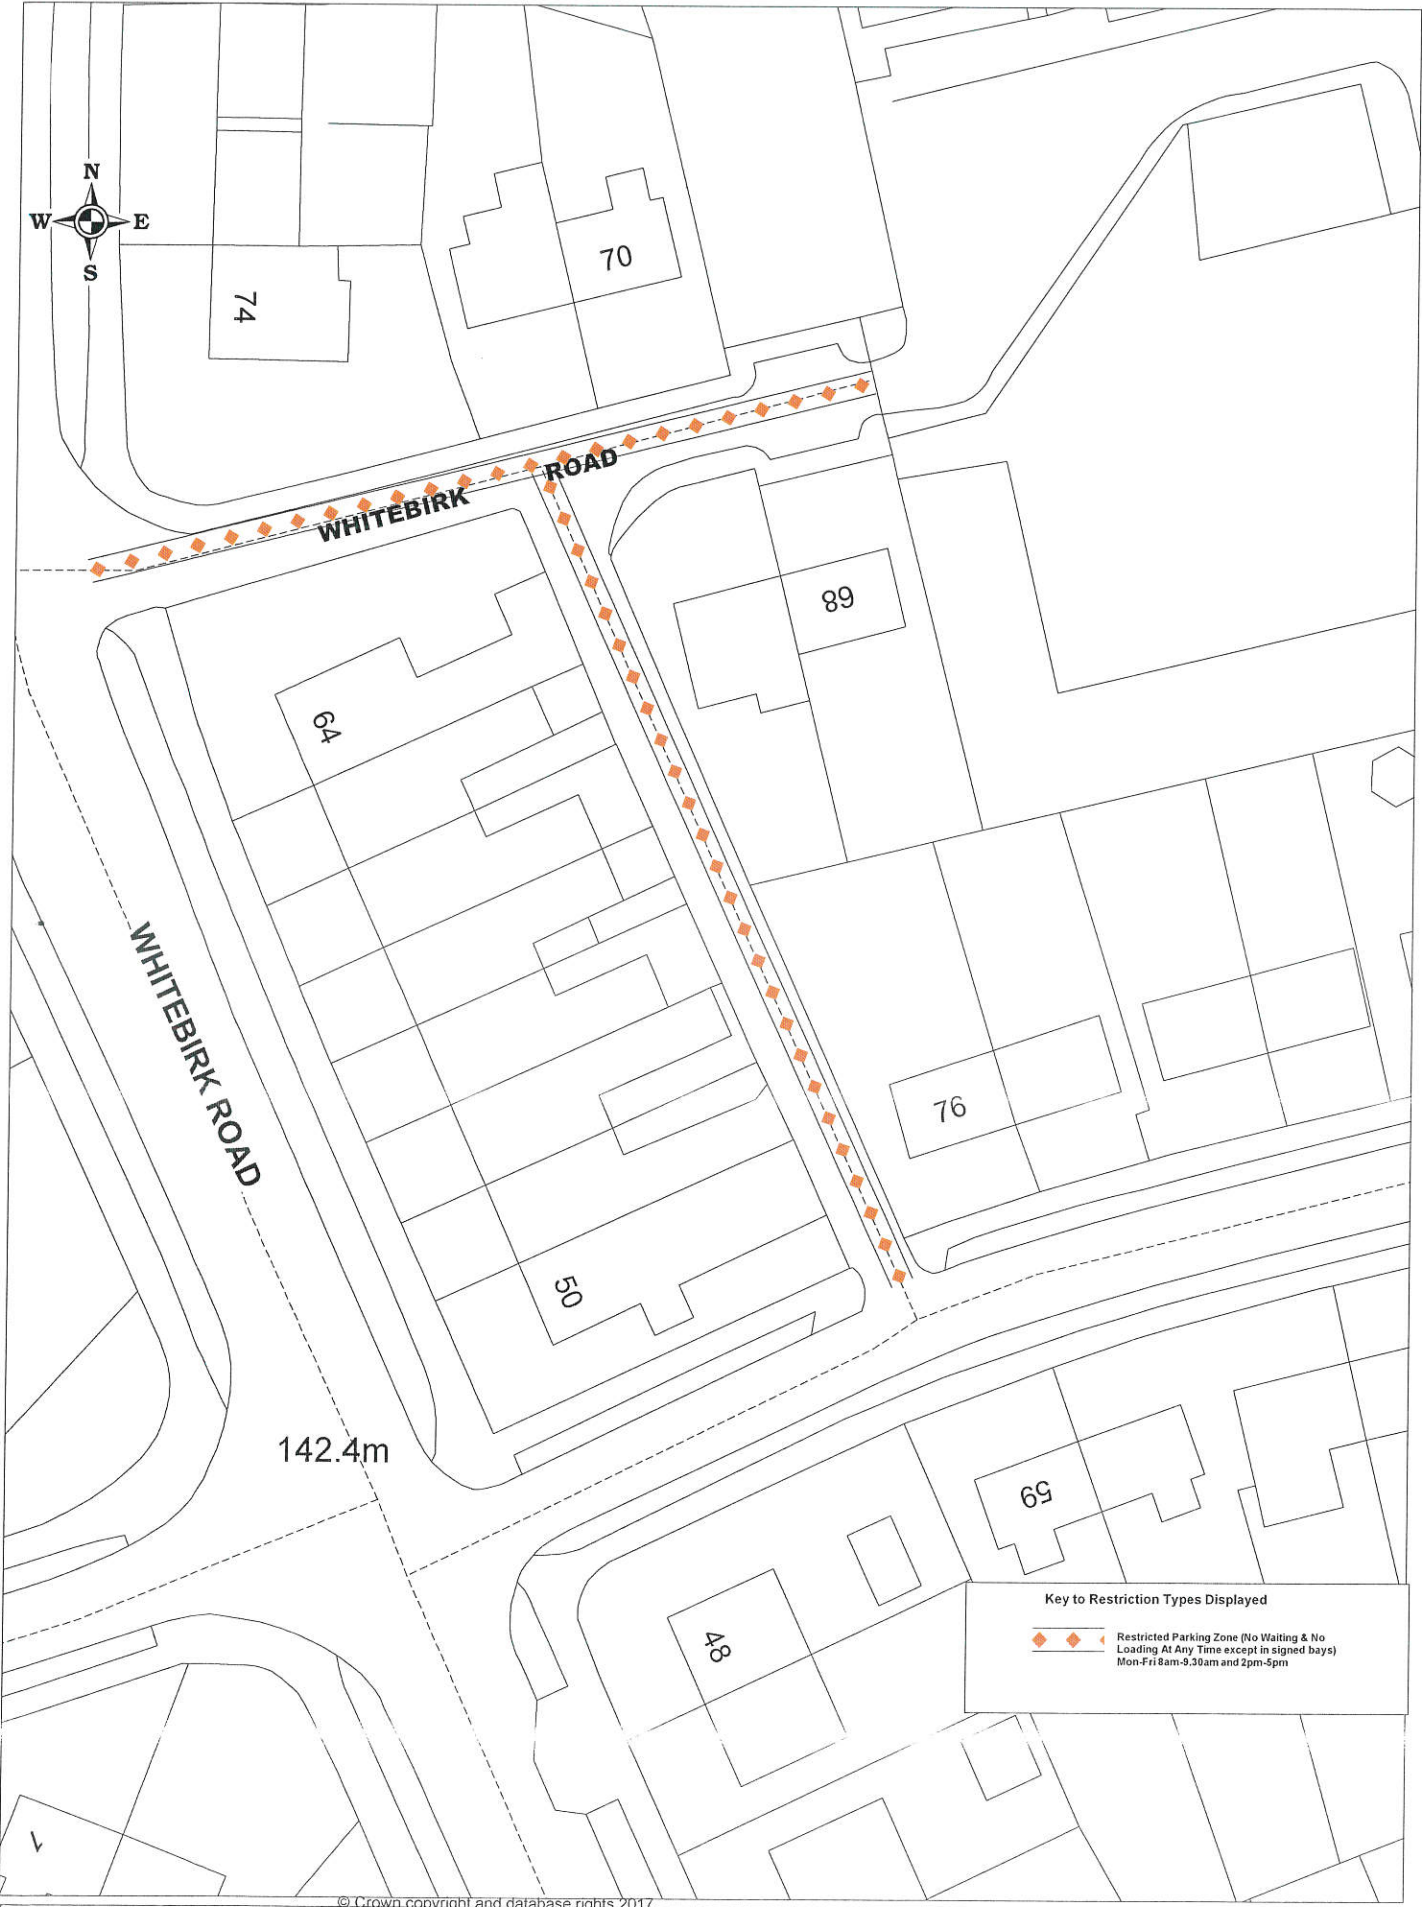 N
W E
S
74
70
WHITEBIRK ROAD
68
64
WHITEBIRK ROAD
76
50
142.4m
59
48
Key to Restriction Types Displayed
Restricted Parking Zone (No Waiting & No
Loading At Any Time except in signed bays)
Mon-Fri 8am-9.30am and 2pm-5pm
1
© Crown copyright and database rights 2017